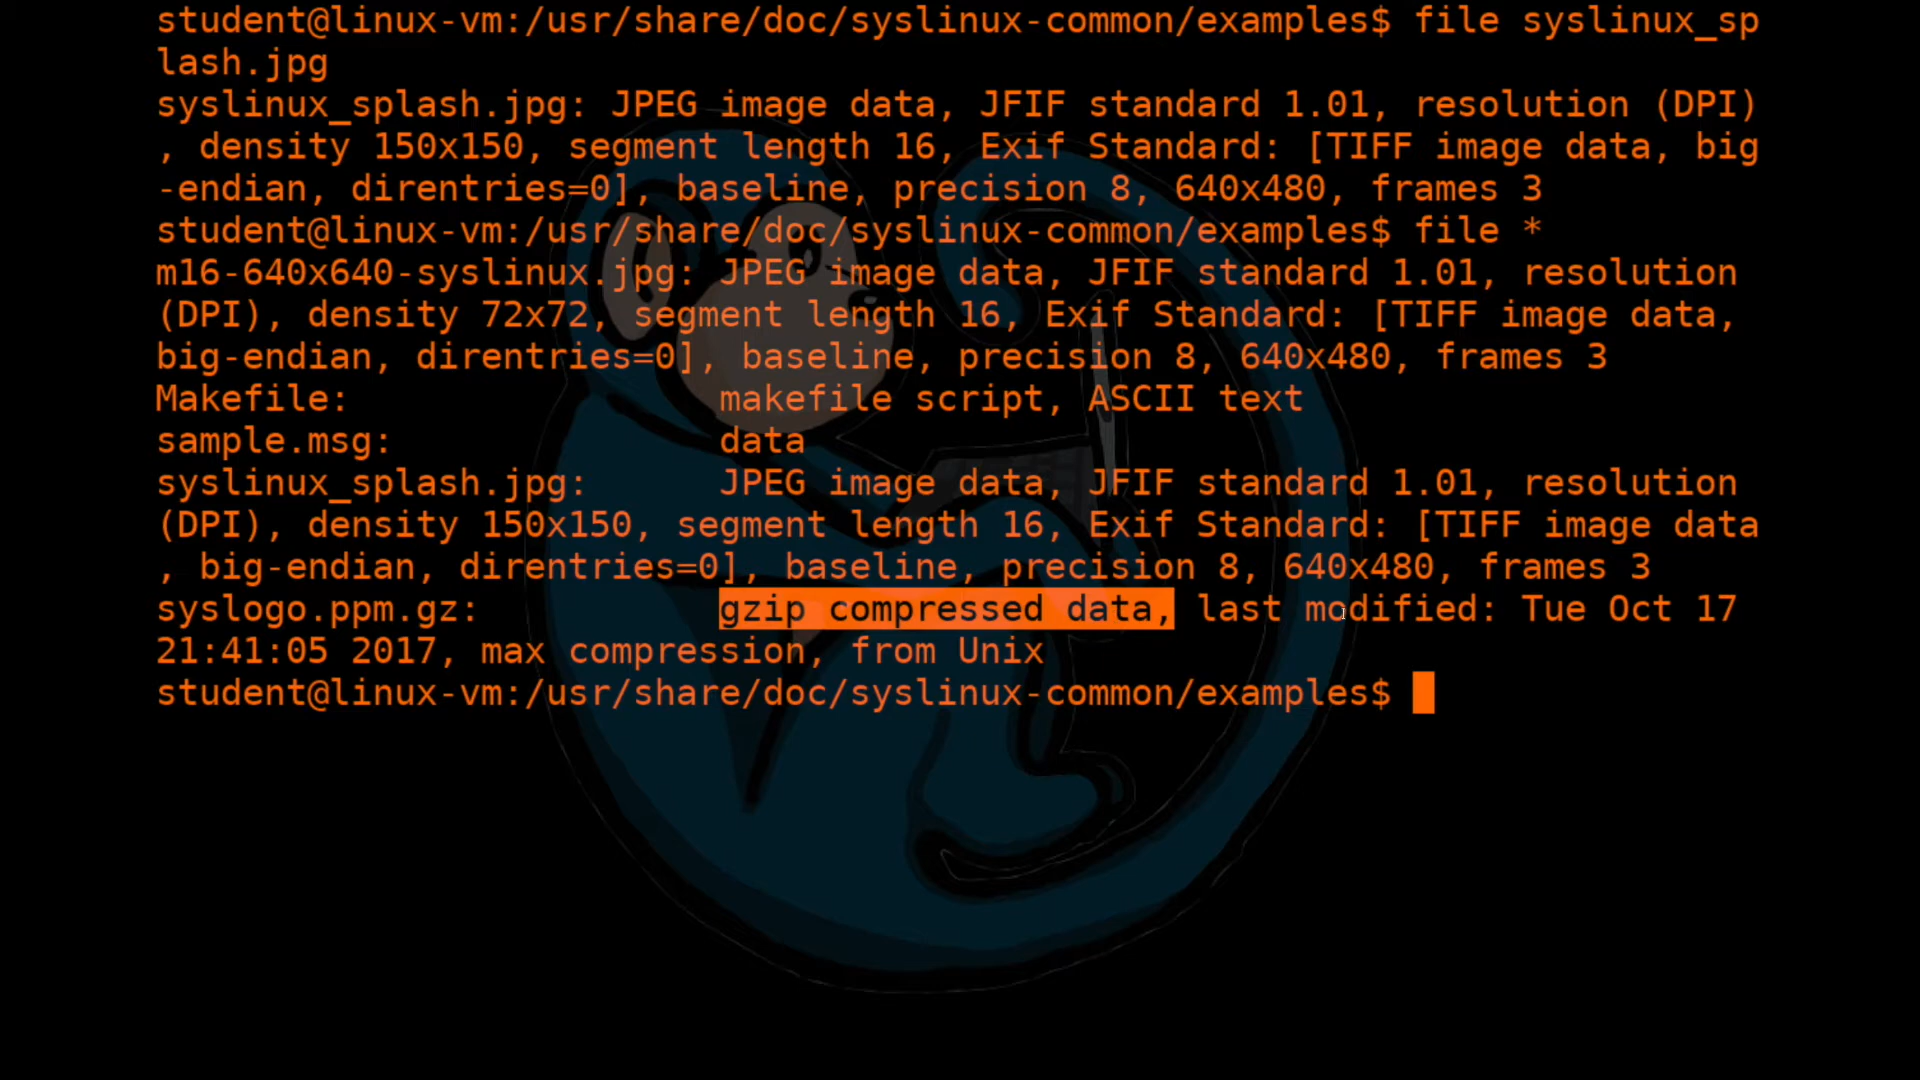 student@linux-vm:/usr/share/doc/syslinux-common/examples$ file syslinux_sp
lash.jpg
syslinux_splash.jpg: JPEG image data, JFIF standard 1.01, resolution (DPI)
, density 150x150, segment length 16, Exif Standard: [TIFF image data, big
-endian, direntries=0], baseline, precision 8, 640x480, frames 3
student@linux-vm:/usr/share/doc/syslinux-common/examples$ file *
m16-640x640-syslinux.jpg: JPEG image data, JFIF standard 1.01, resolution
(DPI), density 72x72, segment length 16, Exif Standard: [TIFF image data,
big-endian, direntries=0], baseline, precision 8, 640x480, frames 3
Makefile:                 makefile script, ASCII text
sample.msg:               data
syslinux_splash.jpg:      JPEG image data, JFIF standard 1.01, resolution
(DPI), density 150x150, segment length 16, Exif Standard: [TIFF image data
, big-endian, direntries=0], baseline, precision 8, 640x480, frames 3
syslogo.ppm.gz:           gzip compressed data, last modified: Tue Oct 17
21:41:05 2017, max compression, from Unix
student@linux-vm:/usr/share/doc/syslinux-common/examples$